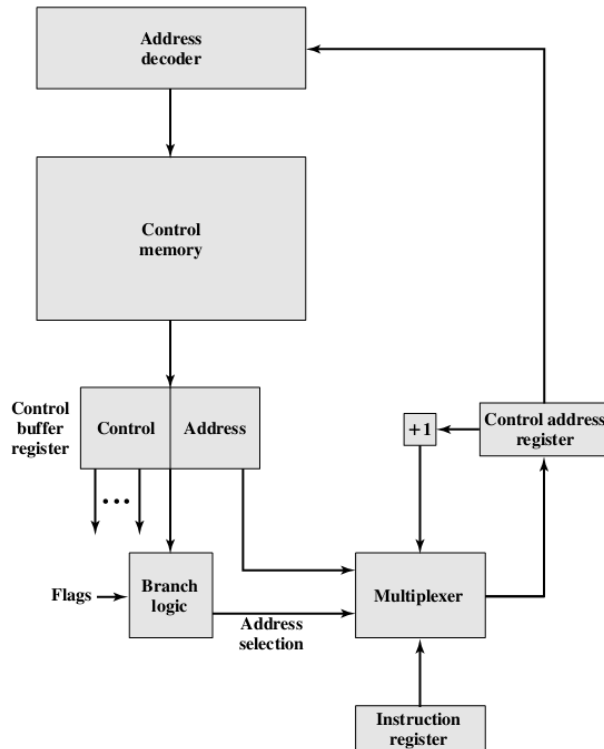 Address
decoder
Control
memory
Control
buffer
register
Control
Address
+1
Control address
register
Flags
Branch
logic
Address
selection
Multiplexer
Instruction
register